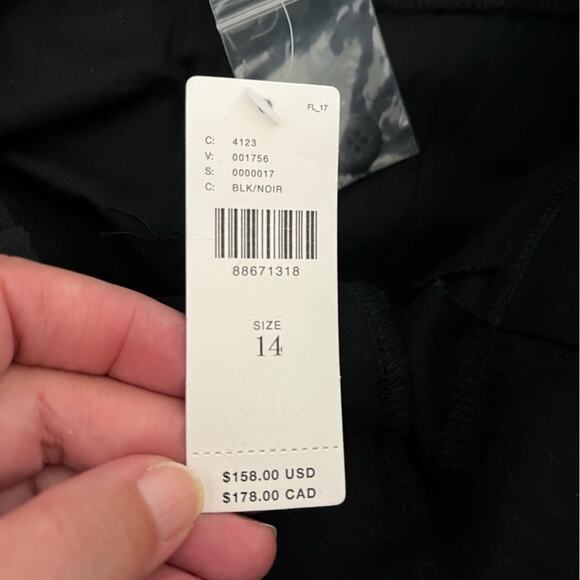 FL_17
C: 4123
V: 001756
S: 0000017
C: BLK/NOIR
88671318
SIZE
14
$158.00 USD
$178.00 CAD